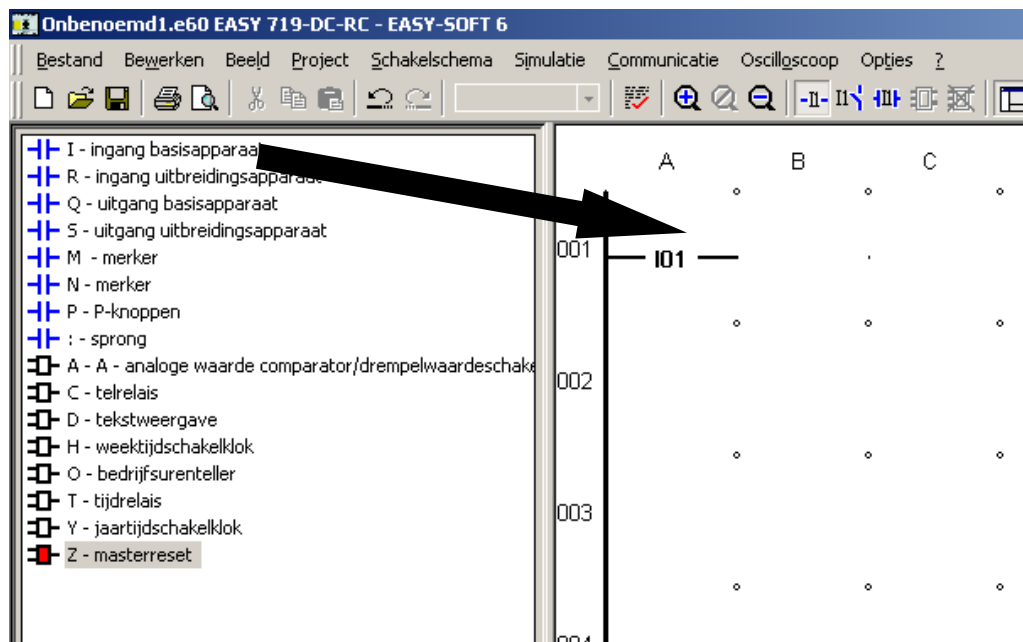 Onbenoemd1.e60 EASY 719-DC-RC - EASY-SOFT 6
Bestand Bewerken Beeld Project Schakelschema Simulatie Communicatie Oscilloscoop Opties ?
I - ingang basisapparaat
R - ingang uitbreidingsapparaat
Q - uitgang basisapparaat
S - uitgang uitbreidingsapparaat
M - merker
N - merker
P - P-knoppen
: - sprong
A - A - analoge waarde comparator/drempelwaardeschake
C - telrelais
D - tekstweergave
H - weektijdschakelklok
O - bedrijfsurenteller
T - tijdrelais
Y - jaartijdschakelklok
Z - masterreset
A B C
001
I01
002
003
004